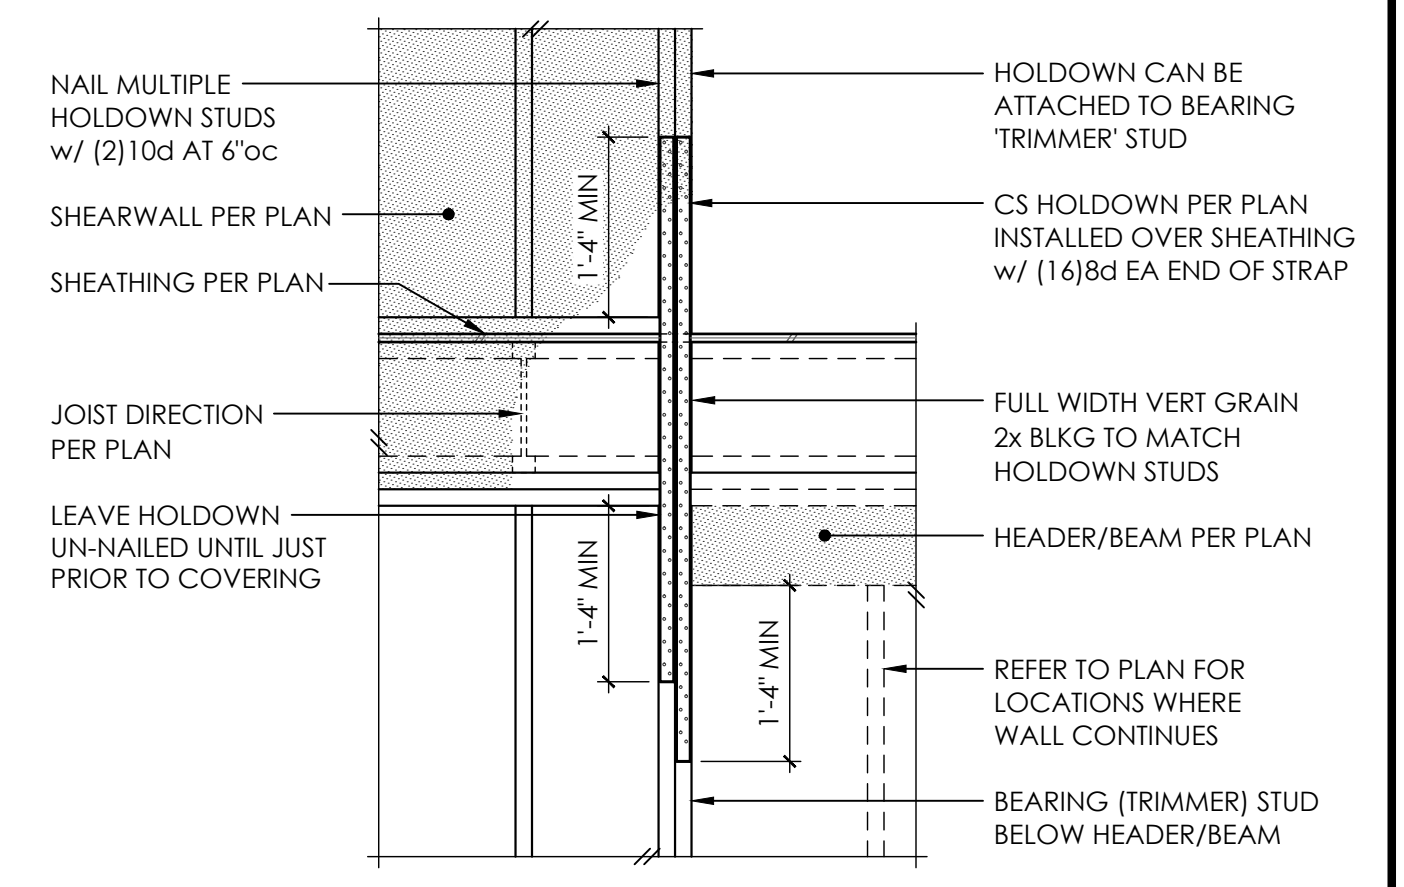 NAIL MULTIPLE
HOLDOWN STUDS
w/ (2)10d AT 6"oc
SHEARWALL PER PLAN
SHEATHING PER PLAN
JOIST DIRECTION
PER PLAN
LEAVE HOLDOWN
UN-NAILED UNTIL JUST
PRIOR TO COVERING
1'-4" MIN
1'-4" MIN
1'-4" MIN
HOLDOWN CAN BE
ATTACHED TO BEARING
'TRIMMER' STUD
CS HOLDOWN PER PLAN
INSTALLED OVER SHEATHING
w/ (16)8d EA END OF STRAP
FULL WIDTH VERT GRAIN
2x BLKG TO MATCH
HOLDOWN STUDS
HEADER/BEAM PER PLAN
REFER TO PLAN FOR
LOCATIONS WHERE
WALL CONTINUES
BEARING (TRIMMER) STUD
BELOW HEADER/BEAM